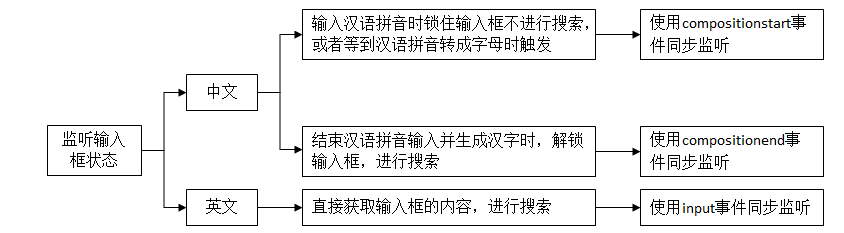 监听输入
框状态
中文
输入汉语拼音时锁住输入框不进行搜索，
或者等到汉语拼音转成字母时触发
使用compositionstart事
件同步监听
结束汉语拼音输入并生成汉字时，解锁
输入框，进行搜索
使用compositionend事
件同步监听
英文
直接获取输入框的内容，进行搜索
使用input事件同步监听